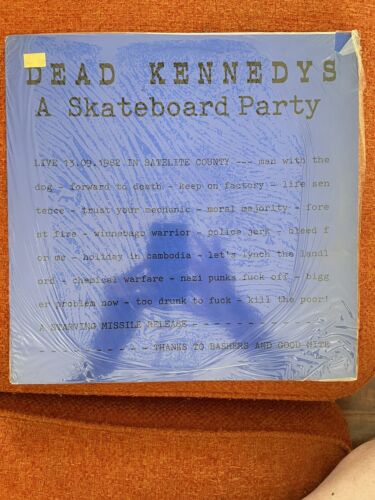 DEAD KENNEDYS
A Skateboard Party
LIVE 13.09.1982 IN SATELITE COUNTY --- man with the
dog - forward to death - keep on factory - life sen
tence - trust your mechanic - moral majority - fore
st fire - winnebago warrior - police jerk - bleed f
or me - holiday in cambodia - let's lynch the landl
ord - chemical warfare - nazi punks fuck off - bigg
er problem now - too drunk to fuck - kill the poor!
A STARVING MISSILE RELEASE - - - - - - - - - - - -
- - - - - - - - - - - THANKS TO BASHERS AND GOOD